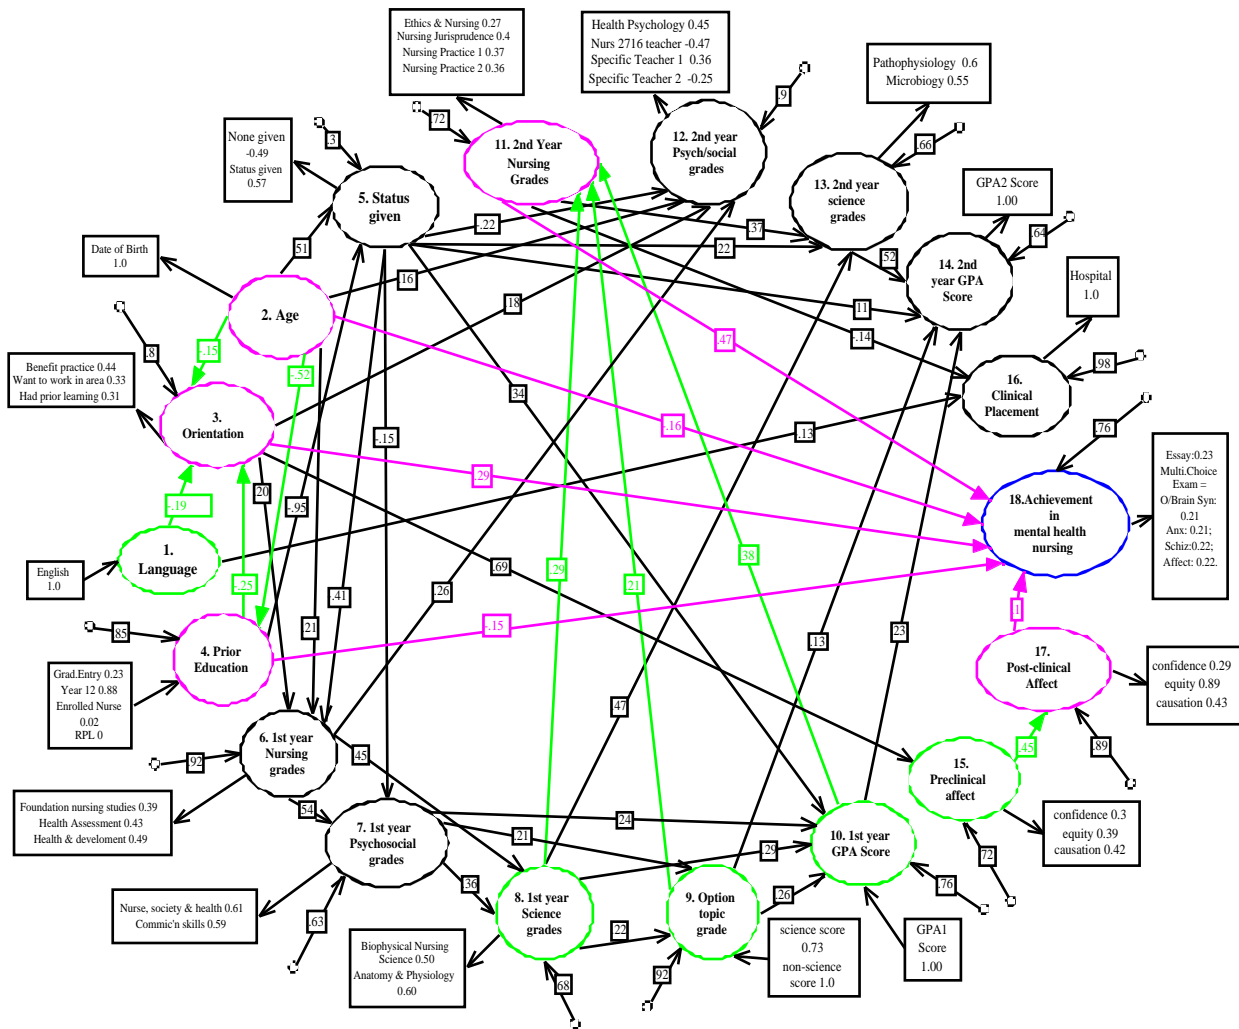 Ethics & Nursing 0.27
Nursing Jurisprudence 0.4
Nursing Practice 1 0.37
Nursing Practice 2 0.36
Health Psychology 0.45
Nurs 2716 teacher -0.47
Specific Teacher 1 0.36
Specific Teacher 2 -0.25
Pathophysiology 0.6
Microbiogy 0.55
.9
.72
.3
.66
None given
-0.49
Status given
0.57
11. 2nd Year
Nursing
Grades
12. 2nd year
Psych/social
grades
13. 2nd year
science
grades
5. Status
given
GPA2 Score
1.00
.64
-.22
.37
.22
.52
.51
Date of Birth
1.0
14. 2nd
year GPA
Score
Hospital
1.0
.16
.18
.11
2. Age
-.14
.47
-.15
-.52
.8
.98
Benefit practice 0.44
Want to work in area 0.33
Had prior learning 0.31
3.
Orientation
16.
Clinical
Placement
.34
-.15
.13
-.16
.76
.29
Essay:0.23
Multi.Choice
Exam =
O/Brain Syn:
0.21
Anx: 0.21;
Schiz:0.22;
Affect: 0.22.
18.Achievement
in
mental health
nursing
.20
-.95
-.19
1.
Language
English
1.0
-.25
-.41
.26
.69
.29
.21
.38
.21
.13
.23
-.15
.1
.85
4. Prior
Education
Grad.Entry 0.23
Year 12 0.88
Enrolled Nurse
0.02
RPL 0
17.
Post-clinical
Affect
confidence 0.29
equity 0.89
causation 0.43
.47
.45
.45
.89
.92
6. 1st year
Nursing
grades
15.
Preclinical
affect
Foundation nursing studies 0.39
Health Assessment 0.43
Health & develoment 0.49
.54
7. 1st year
Psychosocial
grades
.24
.21
.29
10. 1st year
GPA Score
confidence 0.3
equity 0.39
causation 0.42
.72
.36
.26
.76
Nurse, society & health 0.61
Commic'n skills 0.59
.63
8. 1st year
Science
grades
9. Option
topic
grade
.22
Biophysical Nursing
Science 0.50
Anatomy & Physiology
0.60
.68
.92
science score
0.73
non-science
score 1.0
GPA1
Score
1.00